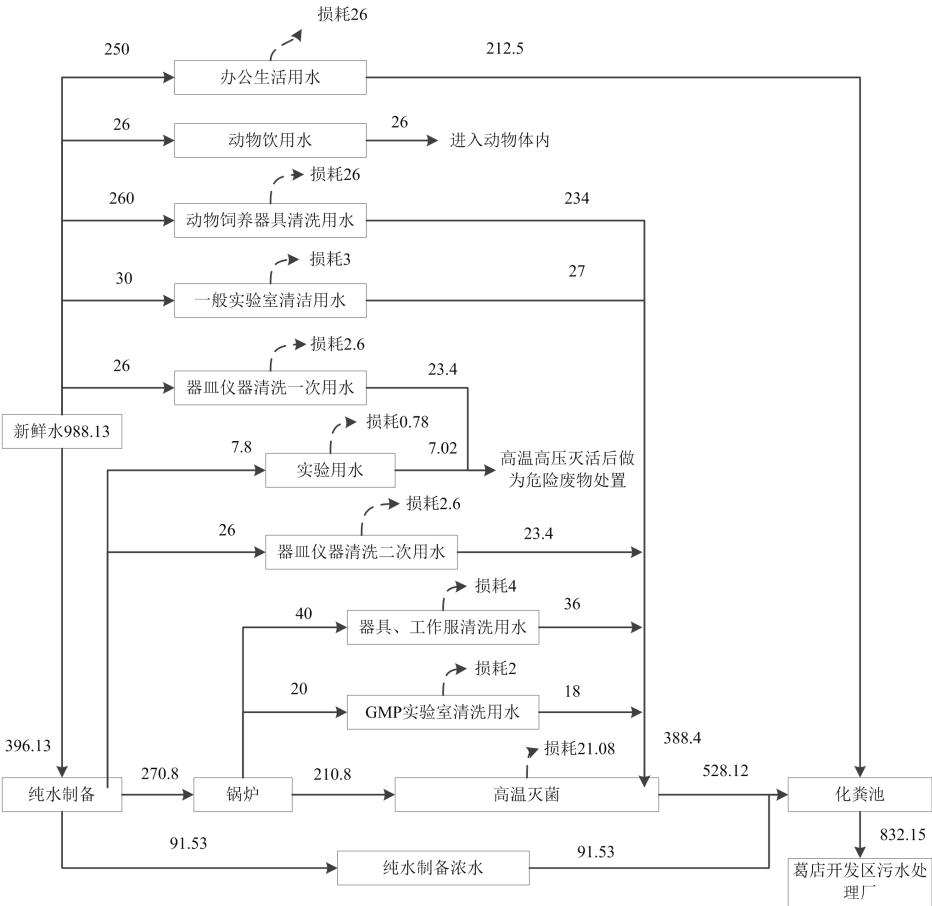 损耗26
250
212.5
办公生活用水
26
26
动物饮用水
进入动物体内
损耗26
260
234
动物饲养器具清洗用水
损耗3
30
27
一般实验室清洁用水
损耗2.6
26
23.4
器皿仪器清洗一次用水
新鲜水988.13
损耗0.78
7.8
7.02
实验用水
高温高压灭活后做
为危险废物处置
损耗2.6
26
23.4
器皿仪器清洗二次用水
损耗4
40
36
器具、工作服清洗用水
损耗2
20
18
GMP实验室清洗用水
396.13
损耗21.08
388.4
纯水制备
270.8
锅炉
210.8
高温灭菌
528.12
化粪池
91.53
91.53
纯水制备浓水
832.15
葛店开发区污水处
理厂